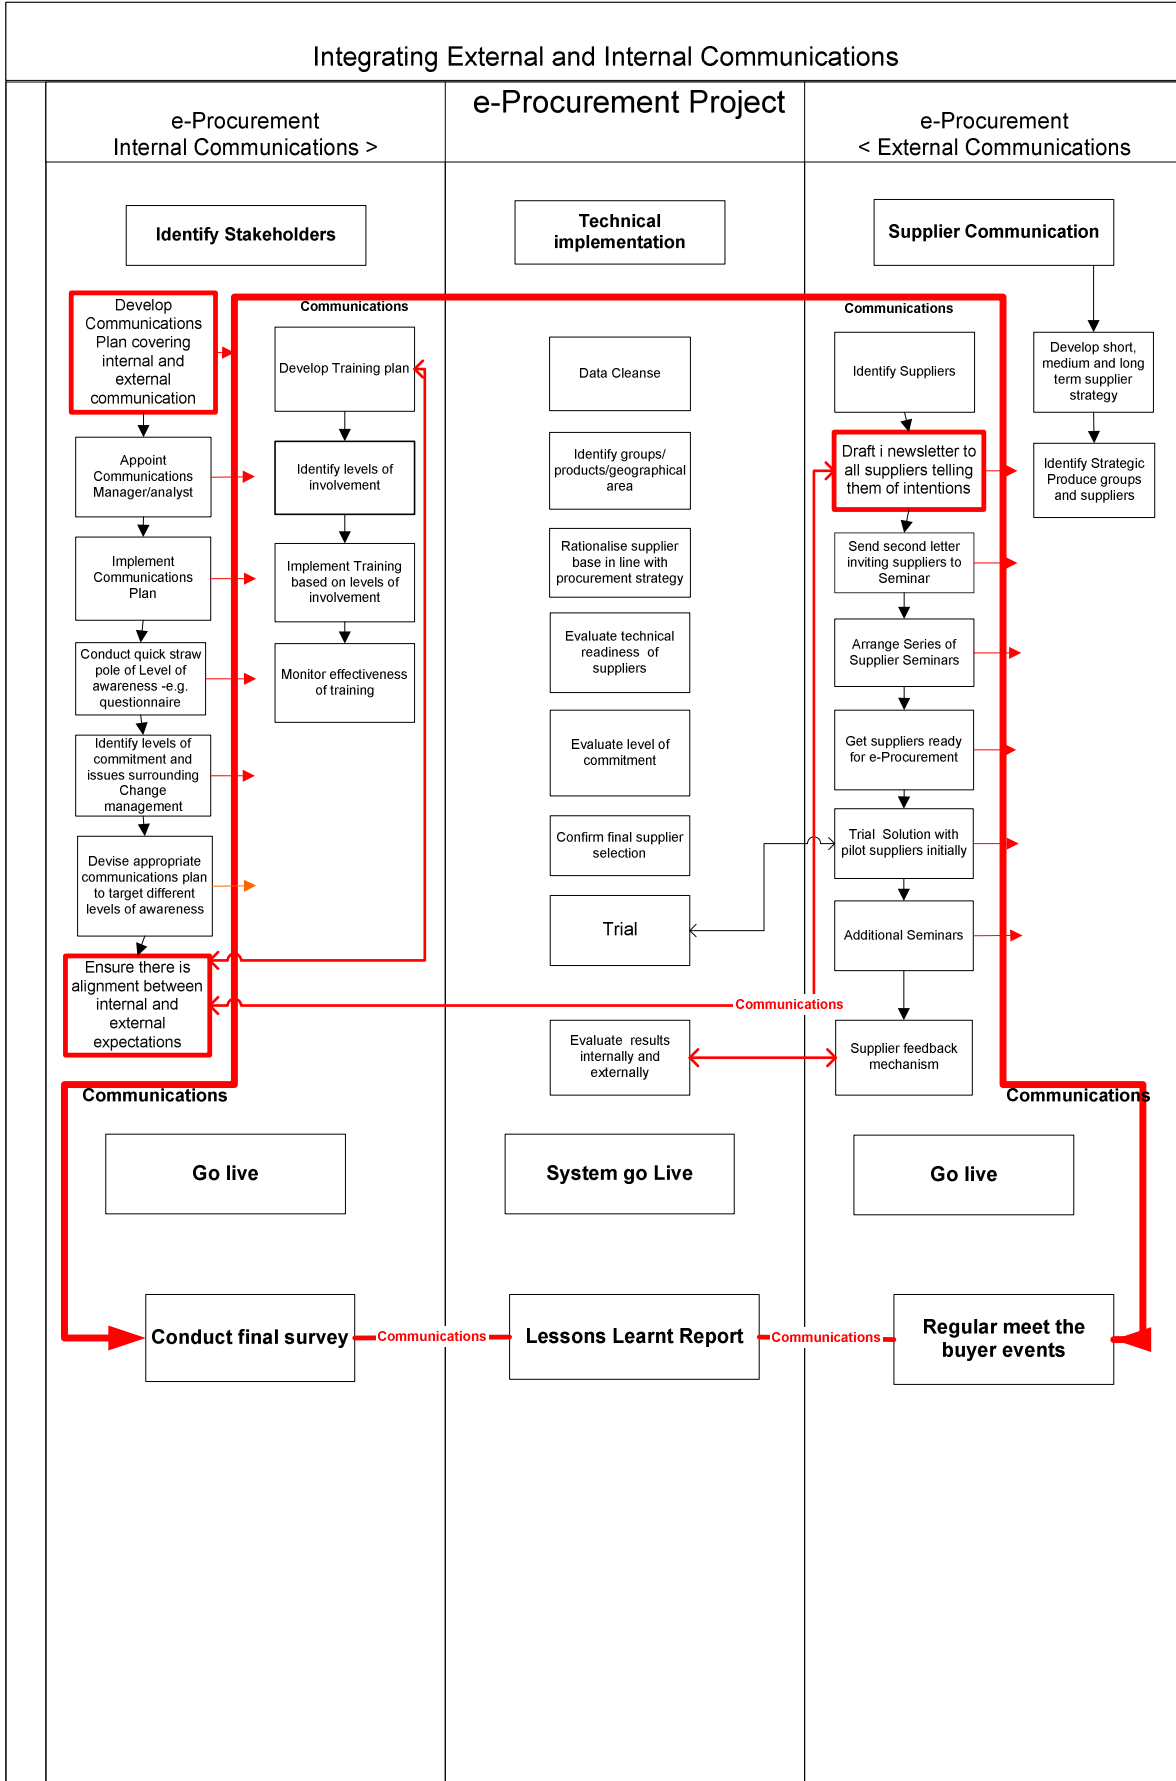 Integrating External and Internal Communications
e-Procurement
Internal Communications >
e-Procurement Project
e-Procurement
< External Communications
Identify Stakeholders
Develop
Communications
Plan covering
internal and
external
communication
Appoint
Communications
Manager/analyst
Implement
Communications
Plan
Conduct quick straw
pole of Level of
awareness -e.g.
questionnaire
Identify levels of
commitment and
issues surrounding
Change
management
Devise appropriate
communications plan
to target different
levels of awareness
Ensure there is
alignment between
internal and
external
expectations
Communications
Develop Training plan
Identify levels of
involvement
Implement Training
based on levels of
involvement
Monitor effectiveness
of training
Technical
implementation
Data Cleanse
Identify groups/
products/geographical
area
Rationalise supplier
base in line with
procurement strategy
Evaluate technical
readiness of
suppliers
Evaluate level of
commitment
Confirm final supplier
selection
Trial
Communications
Evaluate results
internally and
externally
Supplier Communication
Communications
Identify Suppliers
Draft i newsletter to
all suppliers telling
them of intentions
Send second letter
inviting suppliers to
Seminar
Arrange Series of
Supplier Seminars
Get suppliers ready
for e-Procurement
Trial Solution with
pilot suppliers initially
Additional Seminars
Supplier feedback
mechanism
Develop short,
medium and long
term supplier
strategy
Identify Strategic
Produce groups
and suppliers
Communications
Communications
Go live
System go Live
Go live
Conduct final survey
Communications
Lessons Learnt Report
Communications
Regular meet the
buyer events